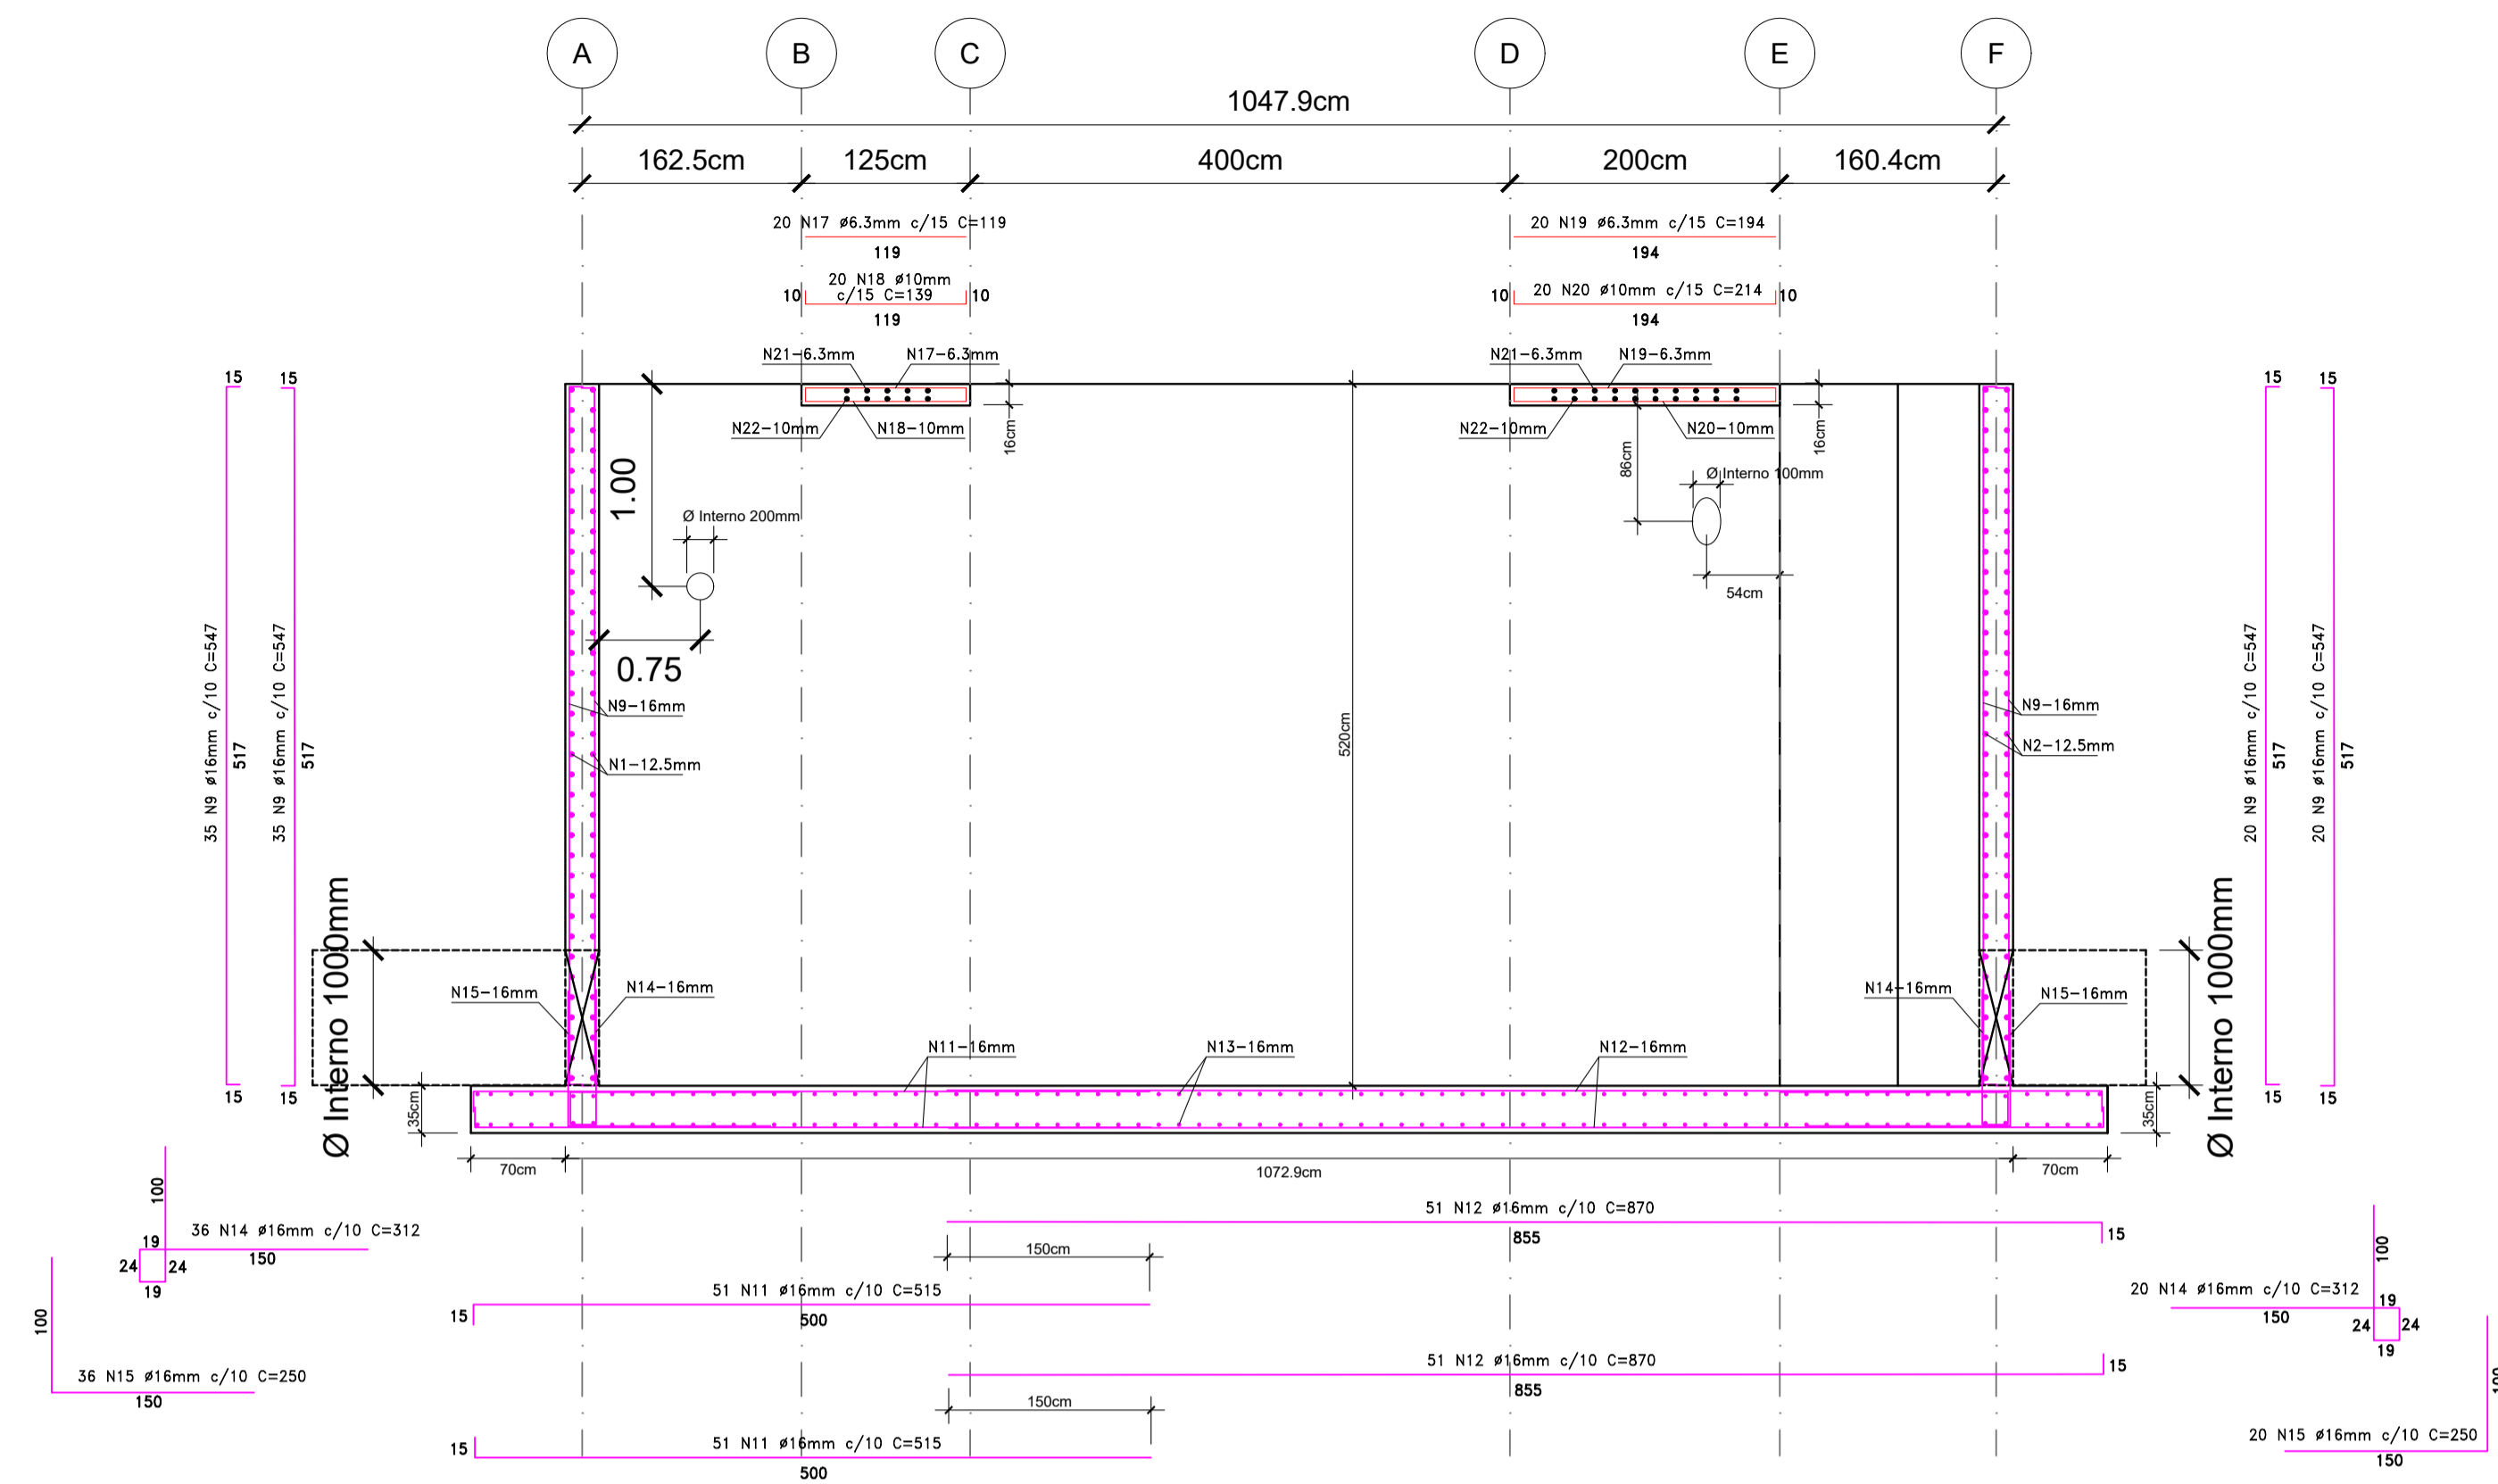 A B C D E F
1047.9cm
162.5cm 125cm 400cm 200cm 160.4cm
20 N17 ø6.3mm c/15 C=119
119
20 N19 ø6.3mm c/15 C=194
194
20 N18 ø10mm
10 c/15 C=139 10
119
10 20 N20 ø10mm c/15 C=214 10
194
N21-6.3mm N17-6.3mm
N21-6.3mm N19-6.3mm
N22-10mm N18-10mm
N22-10mm N20-10mm
16cm
16cm
15 15
15 15
1.00
86cm
Ø Interno 100mm
Ø Interno 200mm
54cm
0.75
35 N9 ø16mm c/10 C=547
517
35 N9 ø16mm c/10 C=547
517
N9-16mm
N1-12.5mm
520cm
N9-16mm
N2-12.5mm
20 N9 ø16mm c/10 C=547
517
20 N9 ø16mm c/10 C=547
517
Ø Interno 1000mm
N15-16mm N14-16mm
N14-16mm N15-16mm
Ø Interno 1000mm
N11-16mm N13-16mm N12-16mm
15 15
15 15
35cm
35cm
70cm 1072.9cm 70cm
100
36 N14 ø16mm c/10 C=312
19
150
24 24
19
100
36 N15 ø16mm c/10 C=250
150
51 N12 ø16mm c/10 C=870
855
15
150cm
51 N11 ø16mm c/10 C=515
15
500
51 N12 ø16mm c/10 C=870
15
855
150cm
51 N11 ø16mm c/10 C=515
15
500
100
20 N14 ø16mm c/10 C=312
19
150
24 24
19
100
20 N15 ø16mm c/10 C=250
150